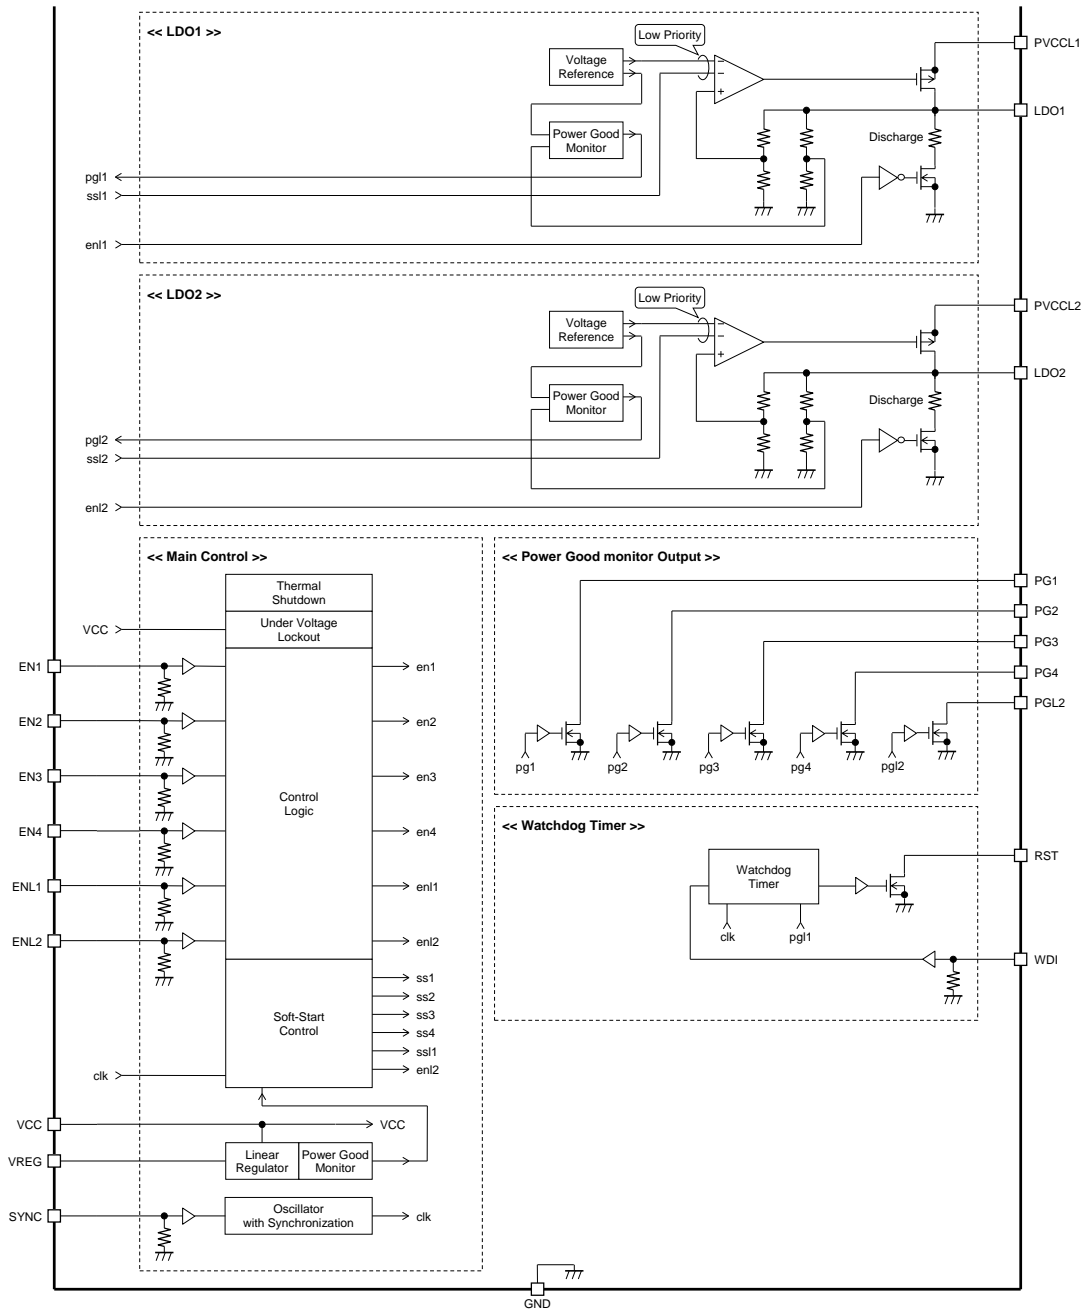 << LDO1 >>
Low Priority
Voltage
Reference
Power Good
Monitor
Discharge
PVCCL1
LDO1
pgl1
ssl1
enl1
<< LDO2 >>
Low Priority
Voltage
Reference
Power Good
Monitor
Discharge
PVCCL2
LDO2
pgl2
ssl2
enl2
<< Main Control >>
Thermal
Shutdown
Under Voltage
Lockout
VCC
EN1
EN2
EN3
EN4
ENL1
ENL2
Control
Logic
en1
en2
en3
en4
enl1
enl2
Soft-Start
Control
ss1
ss2
ss3
ss4
ssl1
enl2
clk
VCC
VCC
VREG
Linear
Regulator
Power Good
Monitor
SYNC
Oscillator
with Synchronization
clk
<< Power Good monitor Output >>
PG1
PG2
PG3
PG4
PGL2
pg1
pg2
pg3
pg4
pgl2
<< Watchdog Timer >>
Watchdog
Timer
clk
pgl1
RST
WDI
GND